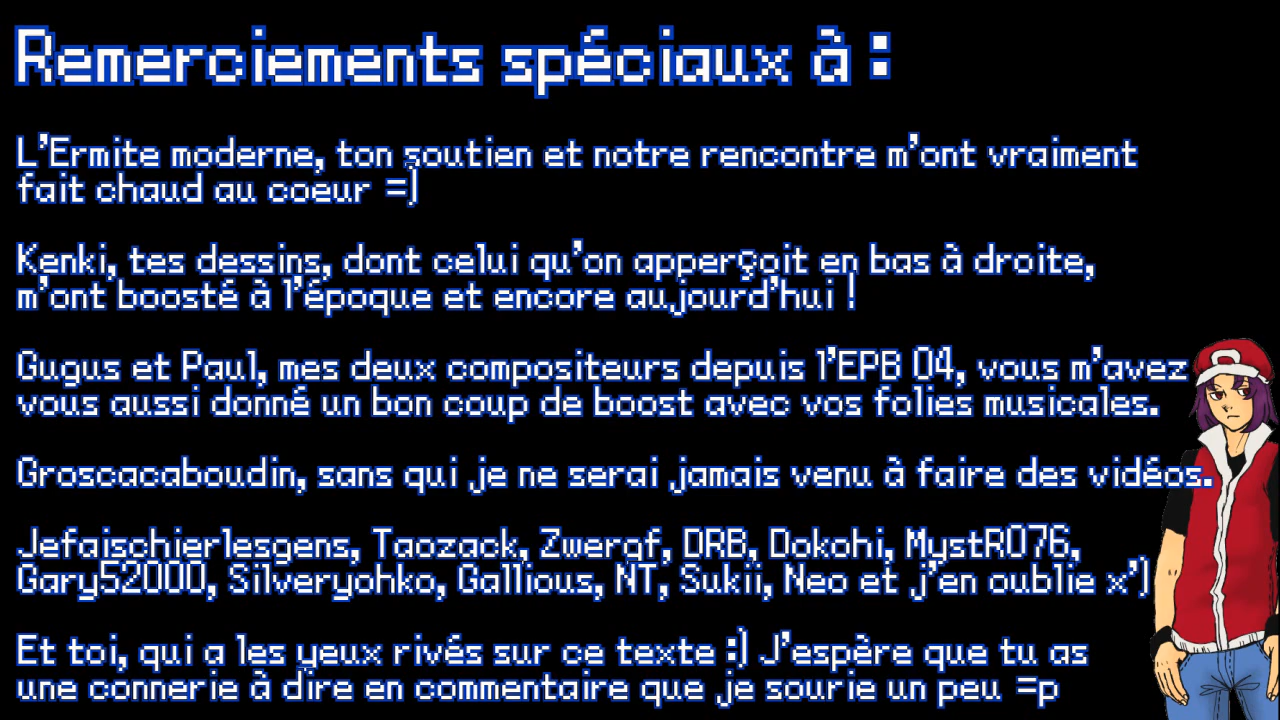 Remerciements spéciaux à :
L'Ermite moderne, ton soutien et notre rencontre m'ont vraiment
fait chaud au coeur =)
Kenki, tes dessins, dont celui qu'on apperçoit en bas à droite,
m'ont boosté à l'époque et encore aujourd'hui !
Gugus et Paul, mes deux compositeurs depuis l'EPB 04, vous m'avez
vous aussi donné un bon coup de boost avec vos folies musicales.
Groscacaboudin, sans qui je ne serai jamais venu à faire des vidéos.
Jefaischierlesgens, Taozack, Zwerqf, DRB, Dokohi, MystR076,
Gary52000, Silveryohko, Gallious, NT, Sukii, Neo et j'en oublie x')
Et toi, qui a les yeux rivés sur ce texte :) J'espère que tu as
une connerie à dire en commentaire que je sourie un peu =p